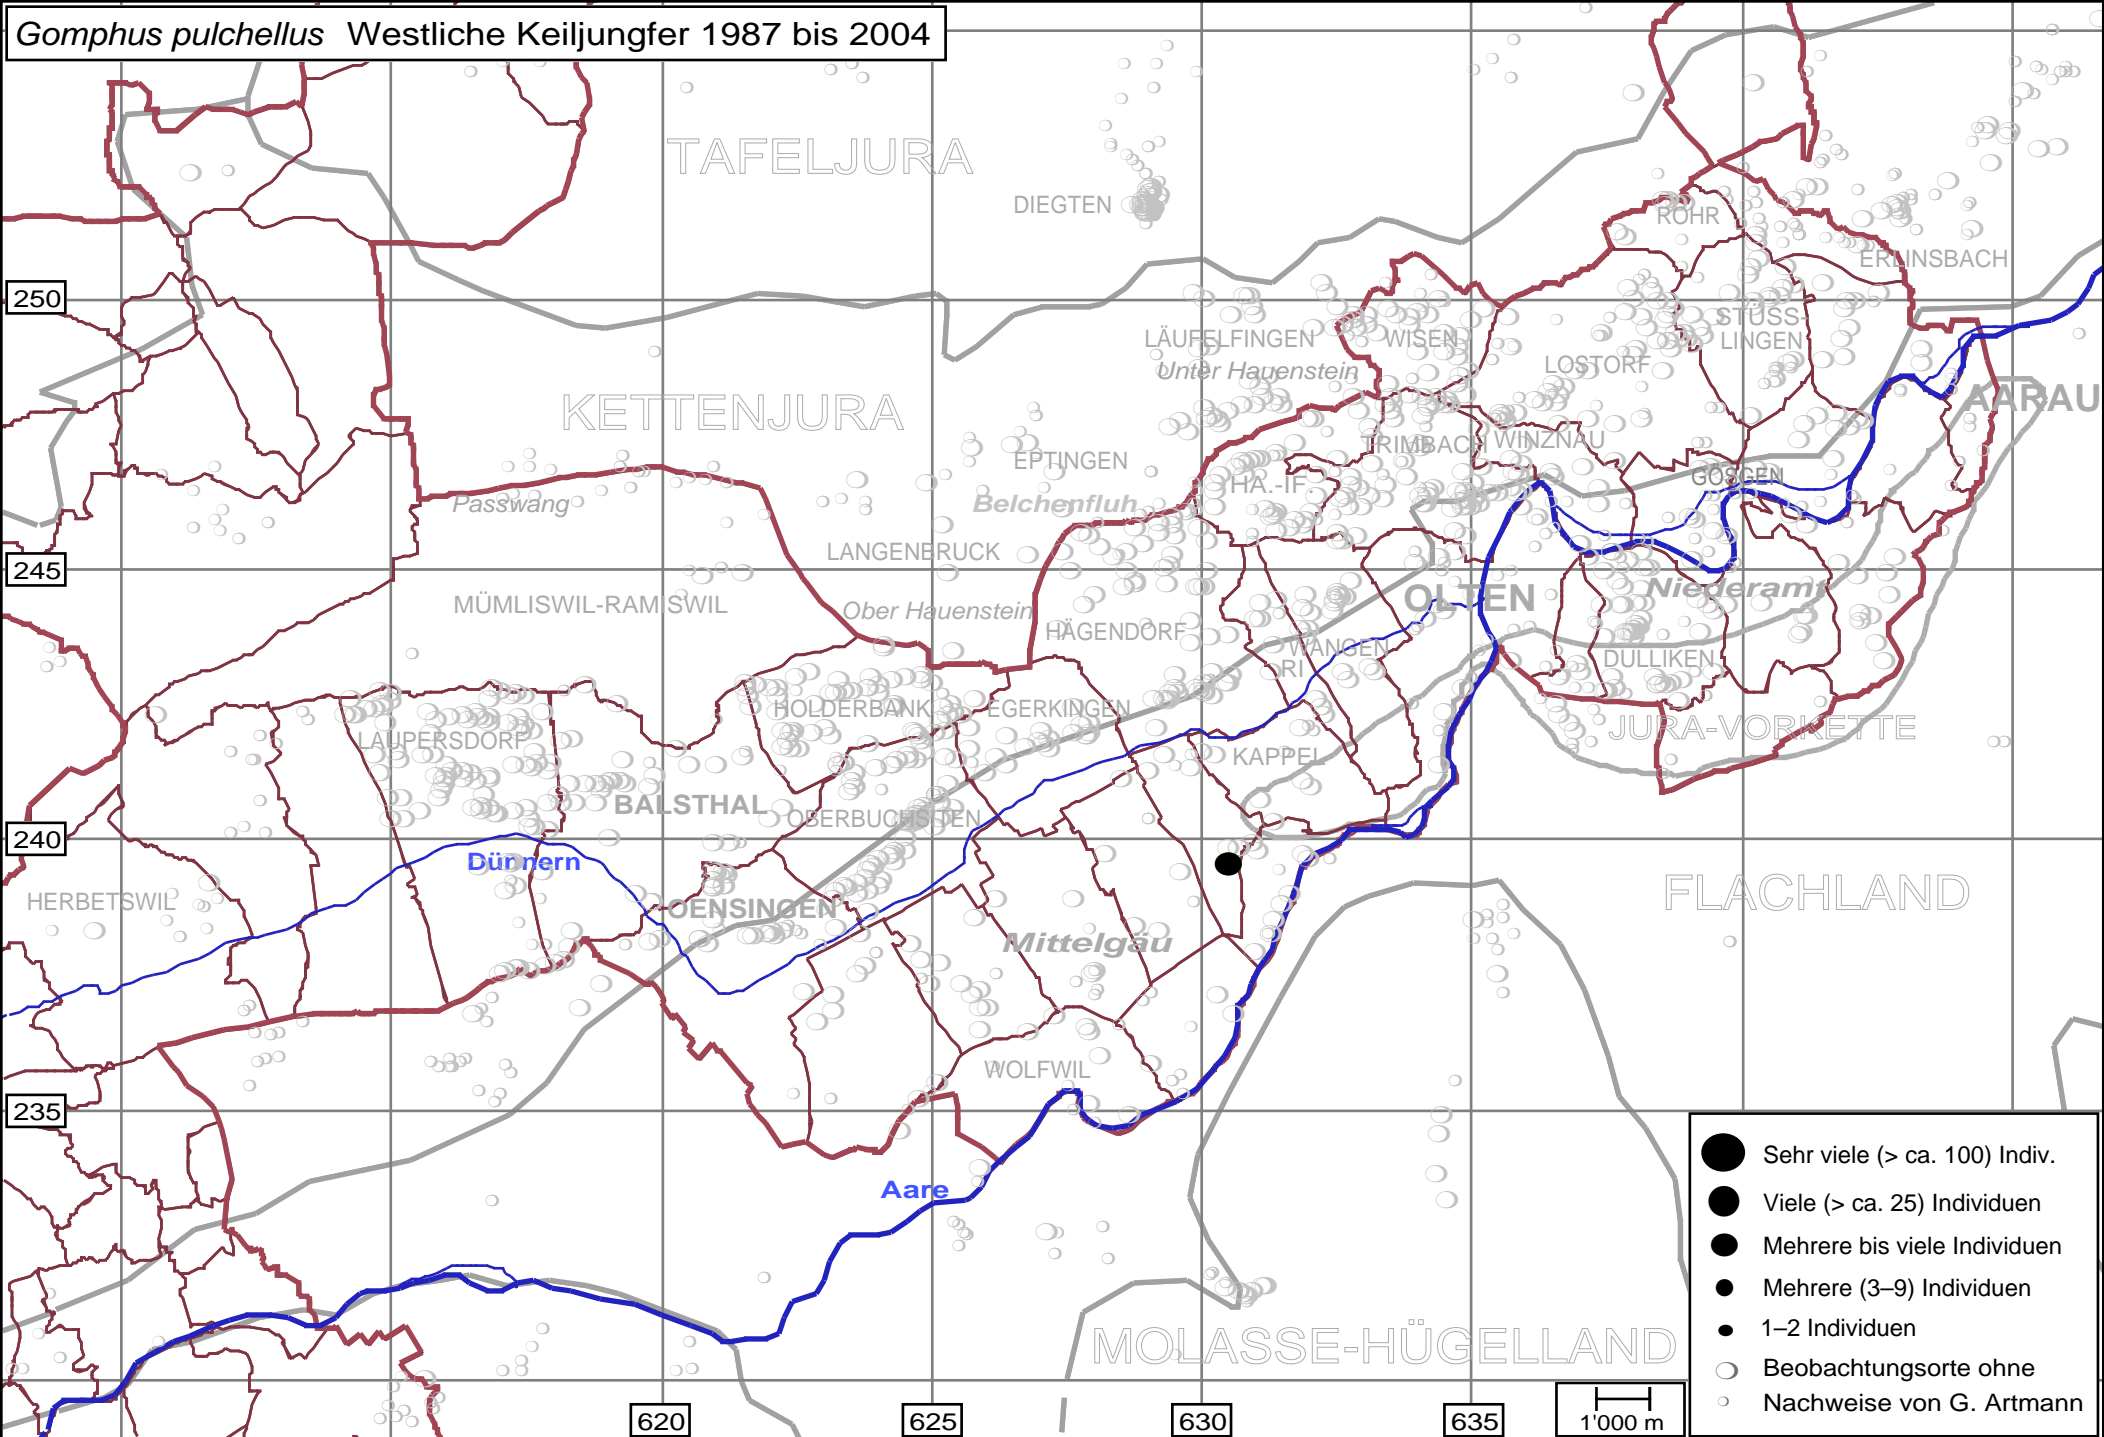 Gomphus pulchellus Westliche Keiljungfer 1987 bis 2004
TAFELJURA
DIEGTEN
ROHR
ERLINSBACH
250
STÜSS-
LINGEN
LÄUFELFINGEN
WISEN
LOSTORF
Unter Hauenstein
KETTENJURA
AARAU
TRIMBACH
WINZNAU
EPTINGEN
GÖSGEN
HA.-IF.
Passwang
Belchenfluh
LANGENBRUCK
245
Niederamt
OLTEN
MÜMLISWIL-RAMISWIL
Ober Hauenstein
HÄGENDORF
WANGEN
RI
DULLIKEN
HOLDERBANK
EGERKINGEN
JURA-VORKETTE
LAUPERSDORF
KAPPEL
BALSTHAL
OBERBUCHSITEN
240
Dünnern
HERBETSWIL
OENSINGEN
FLACHLAND
Mittelgäu
WOLFWIL
235
Aare
MOLASSE-HÜGELLAND
Sehr viele (> ca. 100) Indiv.
Viele (> ca. 25) Individuen
Mehrere bis viele Individuen
Mehrere (3–9) Individuen
1–2 Individuen
Beobachtungsorte ohne
Nachweise von G. Artmann
620
625
630
635
1'000 m